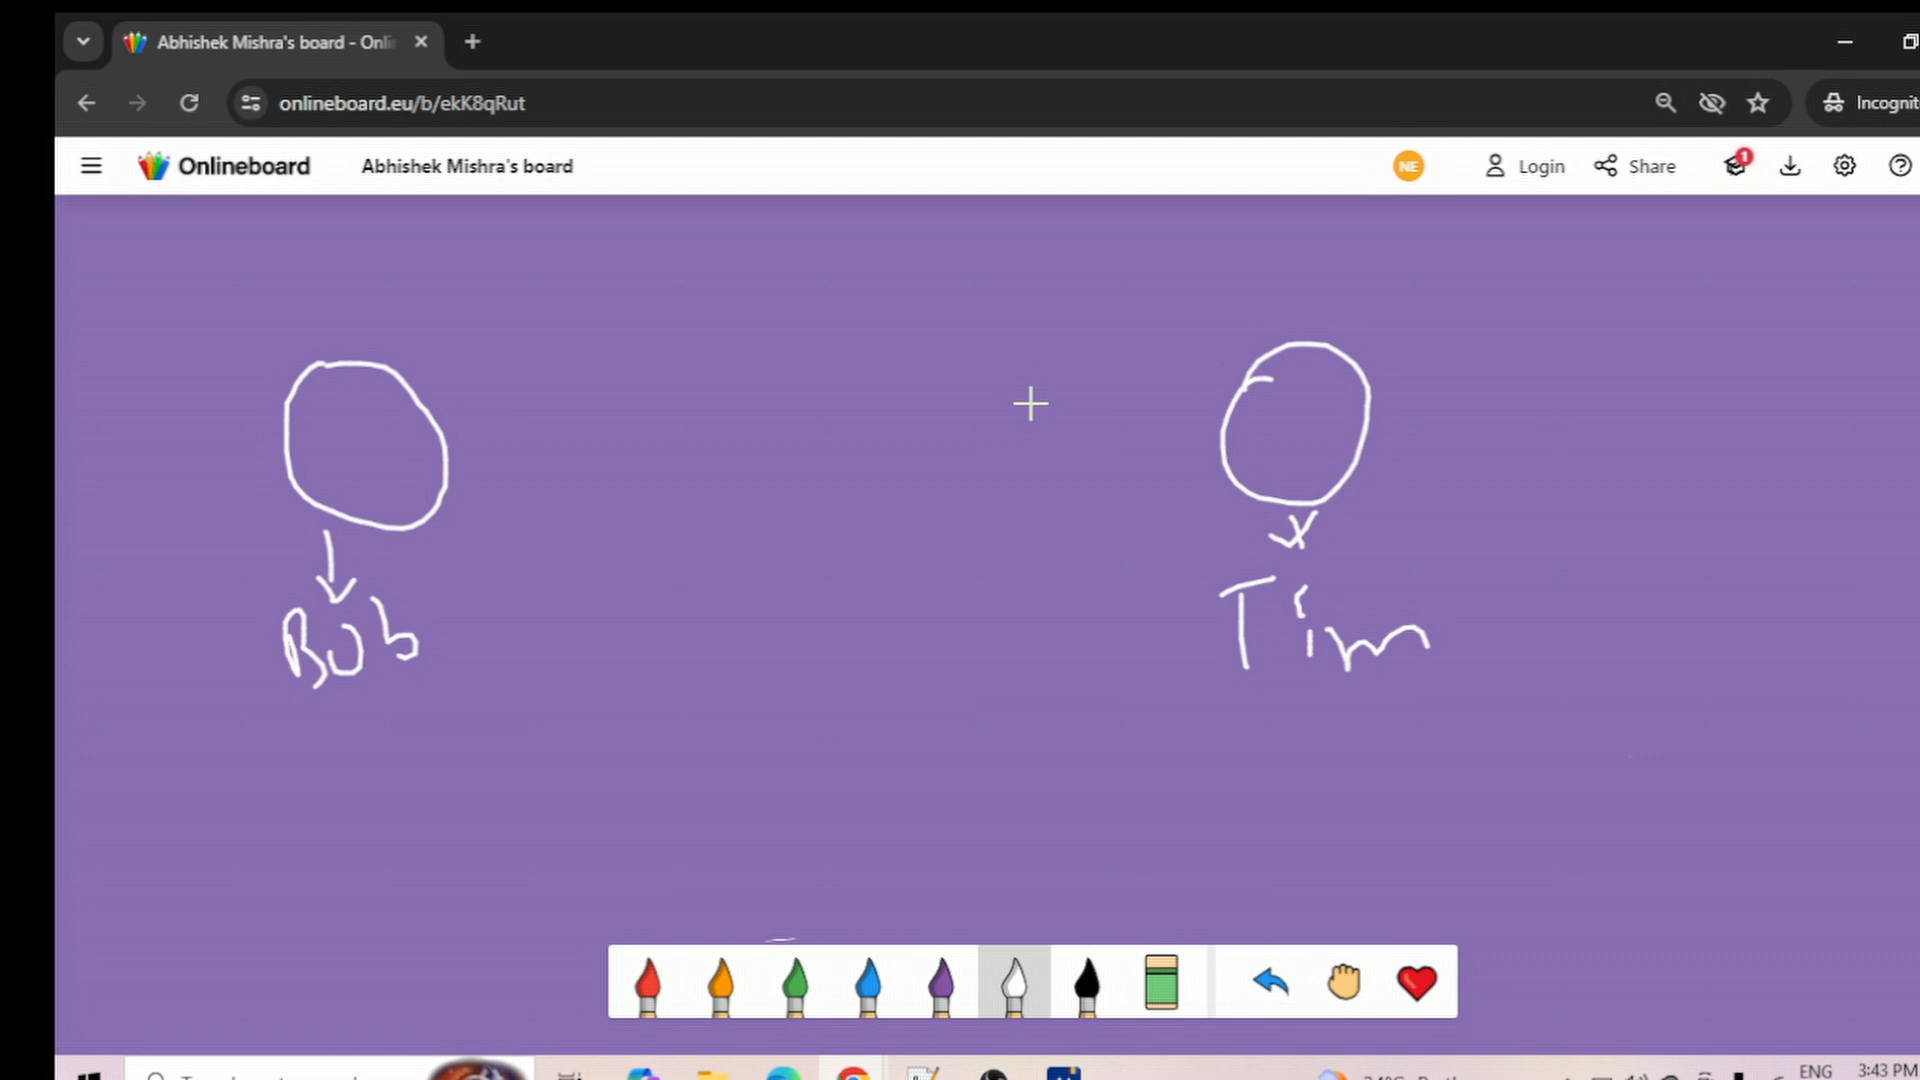 Abhishek Mishra's board - Onli
onlineboard.eu/b/ekK8qRut
Incognit
Onlineboard
Abhishek Mishra's board
NE
Login
Share
1
Bob
Tim
ENG
3:43 PM